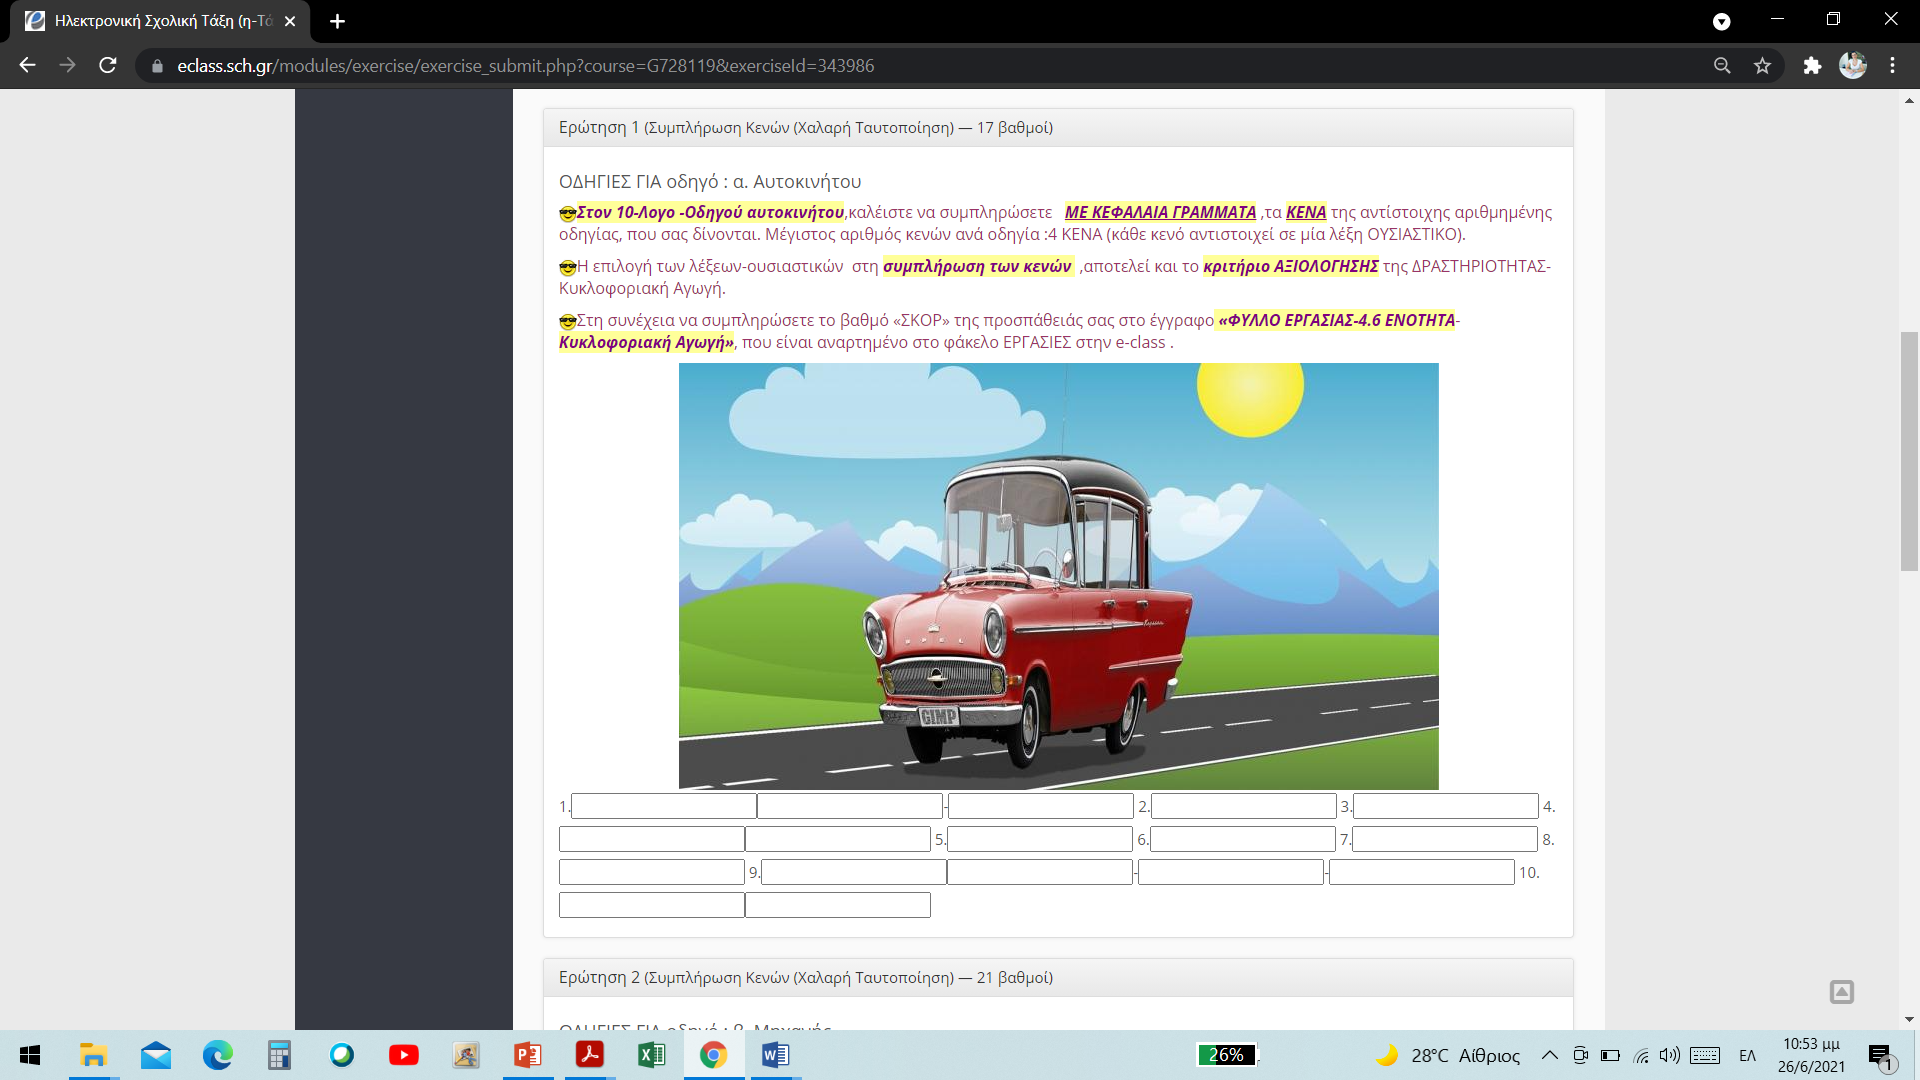 Ηλεκτρονική Σχολική Τάξη (η-Τά
eclass.sch.gr/modules/exercise/exercise_submit.php?course=G728119&exerciseId=343986
Ερώτηση 1 (Συμπλήρωση Κενών (Χαλαρή Ταυτοποίηση) — 17 βαθμοί)
ΟΔΗΓΙΕΣ ΓΙΑ οδηγό : α. Αυτοκινήτου
Στον 10-Λογο -Οδηγού αυτοκινήτου,καλέιστε να συμπληρώσετε ΜΕ ΚΕΦΑΛΑΙΑ ΓΡΑΜΜΑΤΑ ,τα ΚΕΝΑ της αντίστοιχης αριθμημένης
οδηγίας, που σας δίνονται. Μέγιστος αριθμός κενών ανά οδηγία :4 ΚΕΝΑ (κάθε κενό αντιστοιχεί σε μία λέξη ΟΥΣΙΑΣΤΙΚΟ).
Η επιλογή των λέξεων-ουσιαστικών στη συμπλήρωση των κενών ,αποτελεί και το κριτήριο ΑΞΙΟΛΟΓΗΣΗΣ της ΔΡΑΣΤΗΡΙΟΤΗΤΑΣ-
Κυκλοφοριακή Αγωγή.
Στη συνέχεια να συμπληρώσετε το βαθμό «ΣΚΟΡ» της προσπάθειάς σας στο έγγραφο «ΦΥΛΛΟ ΕΡΓΑΣΙΑΣ-4.6 ΕΝΟΤΗΤΑ-
Κυκλοφοριακή Αγωγή», που είναι αναρτημένο στο φάκελο ΕΡΓΑΣΙΕΣ στην e-class .
OPEL
GIMP
1. - 2. 3. 4.
5. 6. 7. 8.
9. - - 10.
Ερώτηση 2 (Συμπλήρωση Κενών (Χαλαρή Ταυτοποίηση) — 21 βαθμοί)
ΟΔΗΓΙΕΣ ΓΙΑ οδηγό : β. Μηχανής
26%
28°C Αίθριος
ΕΛ
10:53 μμ
26/6/2021
1